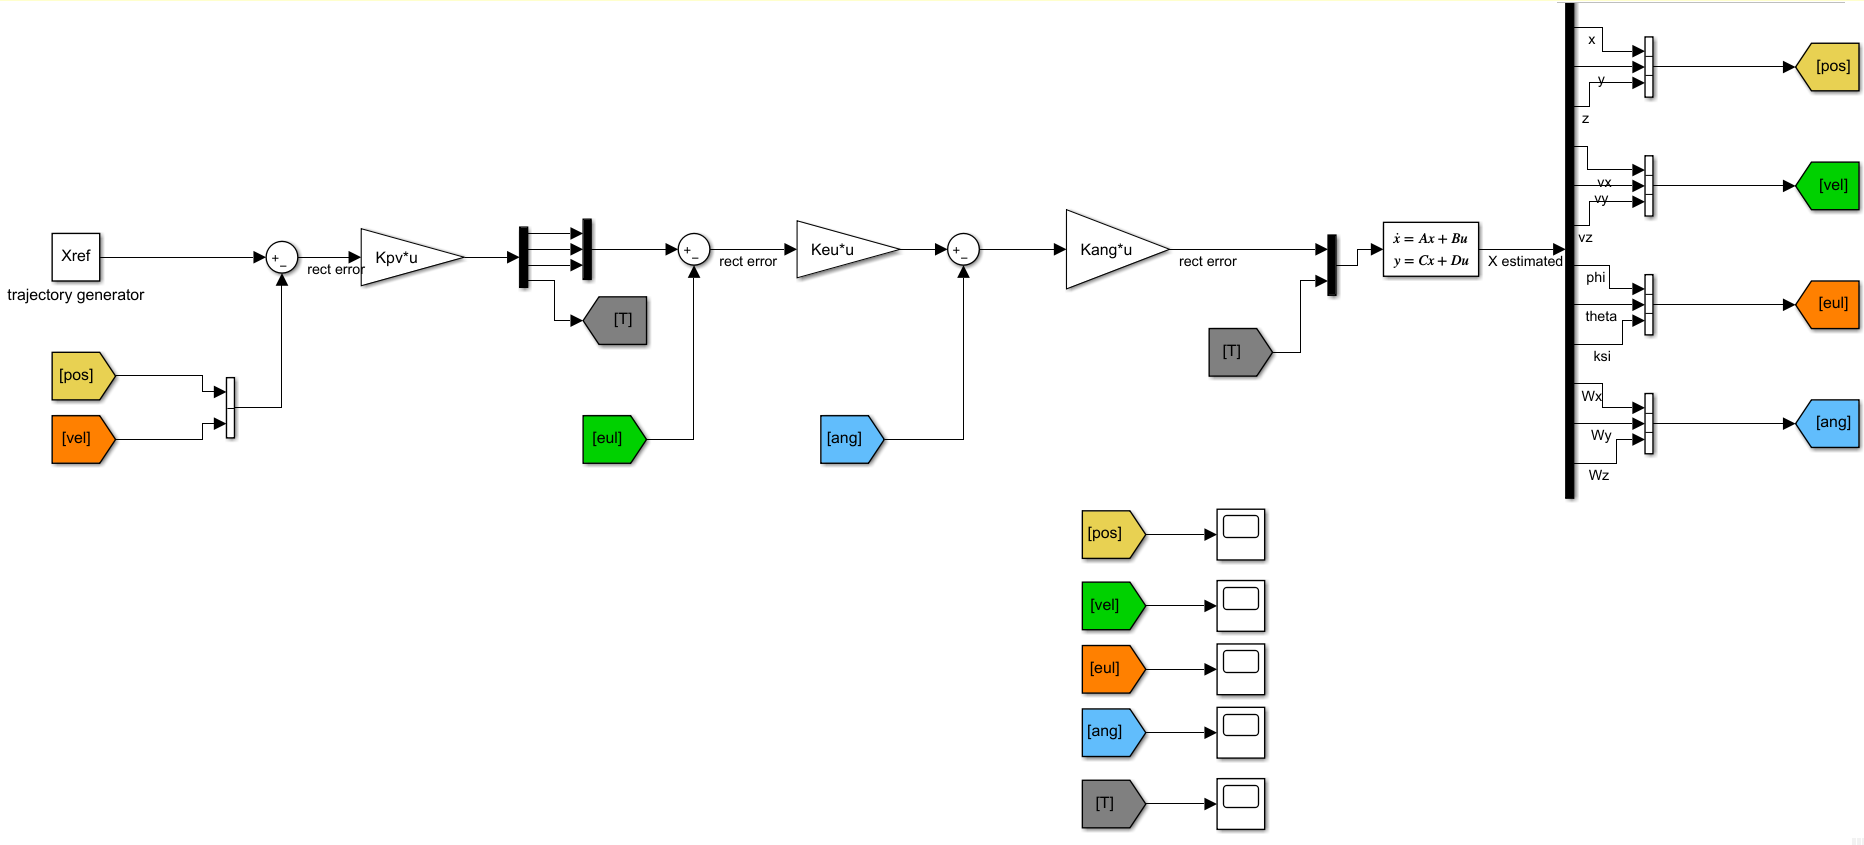 Xref
trajectory generator
[pos]
[vel]
+
−
rect error
Kpv*u
[T]
[eul]
+
−
rect error
Keu*u
[ang]
+
−
Kang*u
rect error
[T]
ẋ = Ax + Bu
y = Cx + Du
X estimated
x
y
z
[pos]
vx
vy
vz
[vel]
phi
theta
ksi
[eul]
Wx
Wy
Wz
[ang]
[pos]
[vel]
[eul]
[ang]
[T]